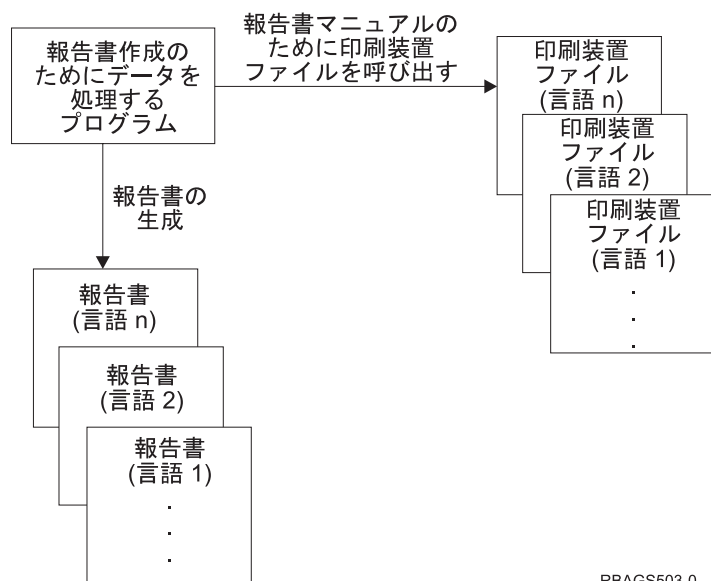 報告書作成の
ためにデータを
処理する
プログラム
報告書マニュアルの
ために印刷装置
ファイルを呼び出す
印刷装置
ファイル
(言語 n)
印刷装置
ファイル
(言語 2)
印刷装置
ファイル
(言語 1)
.
.
.
報告書の
生成
報告書
(言語 n)
報告書
(言語 2)
報告書
(言語 1)
.
.
.
RBAGS503-0